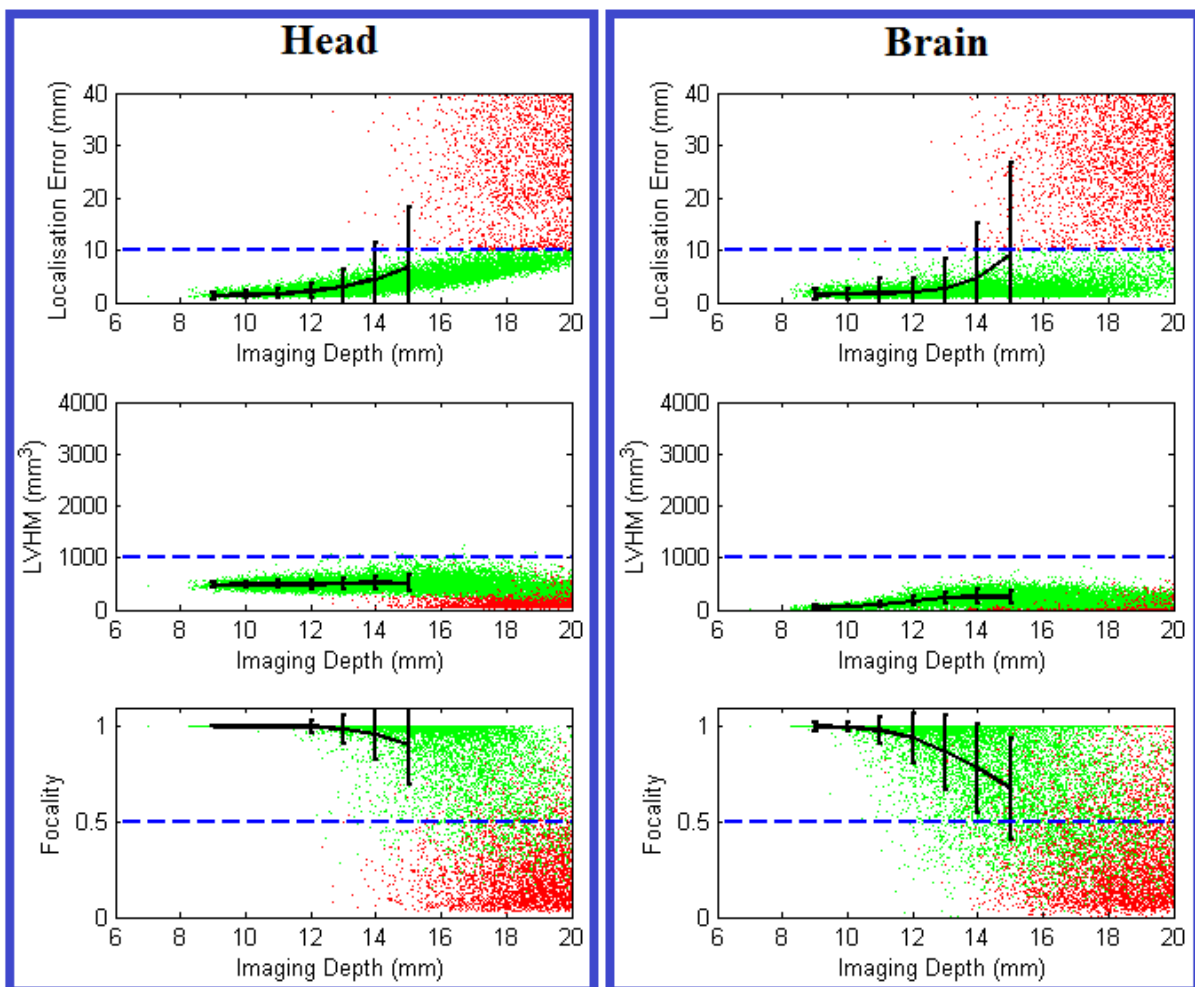 Head
Localisation Error (mm)
40
30
20
10
0
6 8 10 12 14 16 18 20
Imaging Depth (mm)
LVHM (mm³)
4000
3000
2000
1000
0
6 8 10 12 14 16 18 20
Imaging Depth (mm)
Focality
1
0.5
0
6 8 10 12 14 16 18 20
Imaging Depth (mm)
Brain
Localisation Error (mm)
40
30
20
10
0
6 8 10 12 14 16 18 20
Imaging Depth (mm)
LVHM (mm³)
4000
3000
2000
1000
0
6 8 10 12 14 16 18 20
Imaging Depth (mm)
Focality
1
0.5
0
6 8 10 12 14 16 18 20
Imaging Depth (mm)